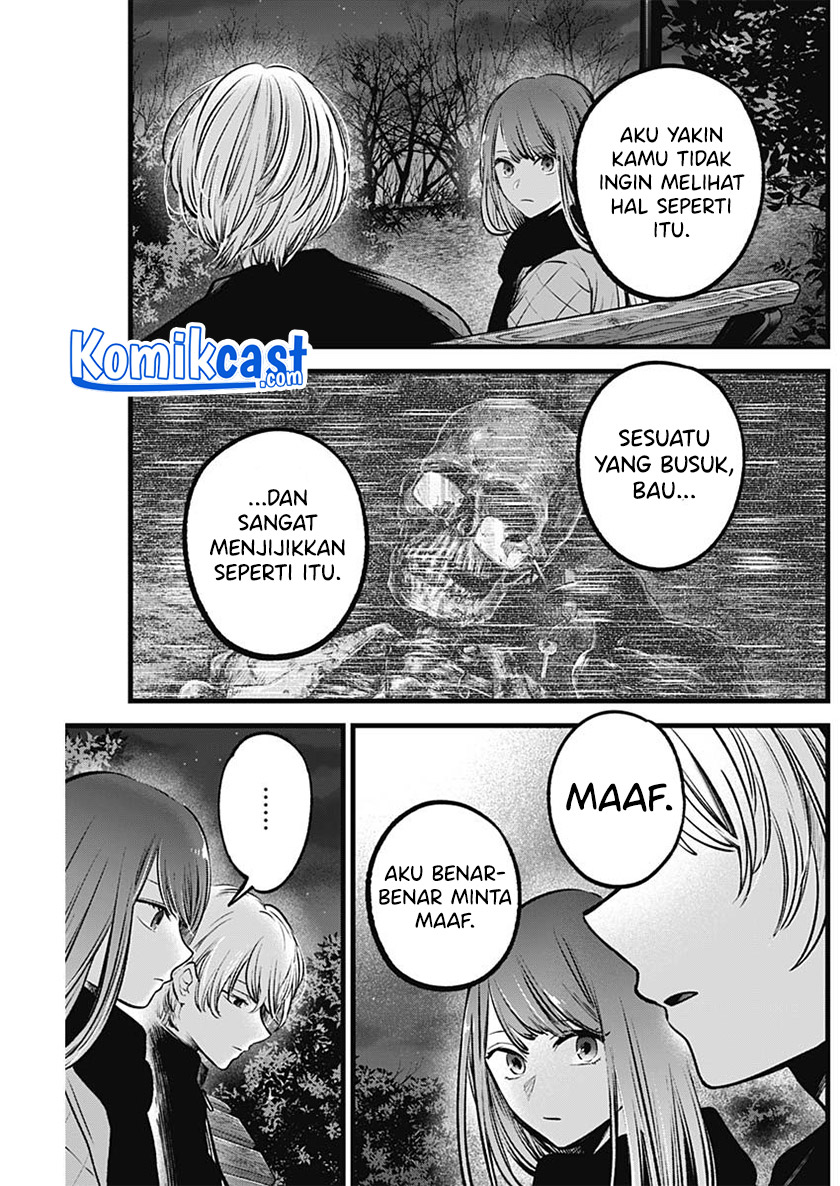 AKU YAKIN
KAMU TIDAK
INGIN MELIHAT
HAL SEPERTI
ITU.
Komikcast
.com
SESUATU
YANG BUSUK,
BAU...
...DAN
SANGAT
MENJIJIKKAN
SEPERTI ITU.
MAAF.
AKU BENAR-
BENAR MINTA
MAAF.
........